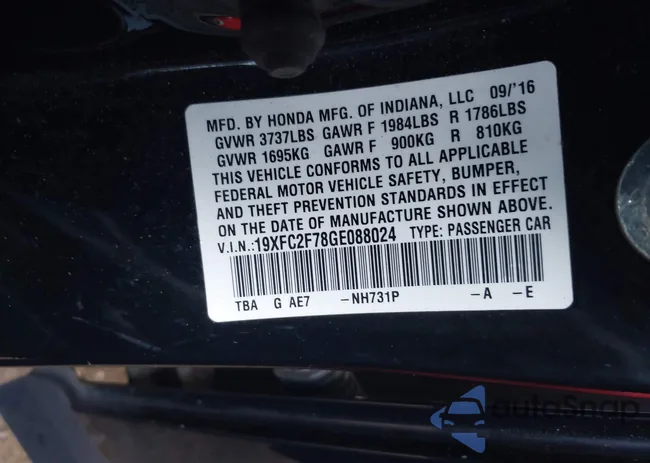 MFD. BY HONDA MFG. OF INDIANA, LLC 09/'16
GVWR 3737LBS GAWR F 1984LBS R 1786LBS
GVWR 1695KG GAWR F 900KG R 810KG
THIS VEHICLE CONFORMS TO ALL APPLICABLE
FEDERAL MOTOR VEHICLE SAFETY, BUMPER,
AND THEFT PREVENTION STANDARDS IN EFFECT
ON THE DATE OF MANUFACTURE SHOWN ABOVE.
V.I.N.:19XFC2F78GE088024 TYPE: PASSENGER CAR
TBA G AE7 -NH731P -A -E
autoSnap